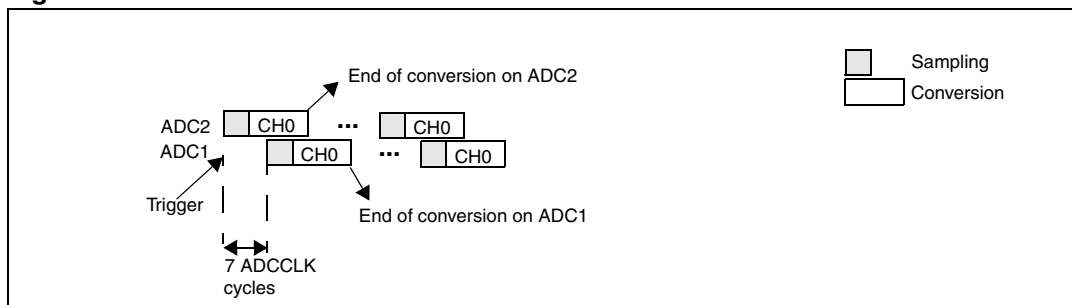 End of conversion on ADC2
Sampling
Conversion
ADC2
CH0
...
CH0
ADC1
CH0
...
CH0
Trigger
End of conversion on ADC1
7 ADCCLK
cycles